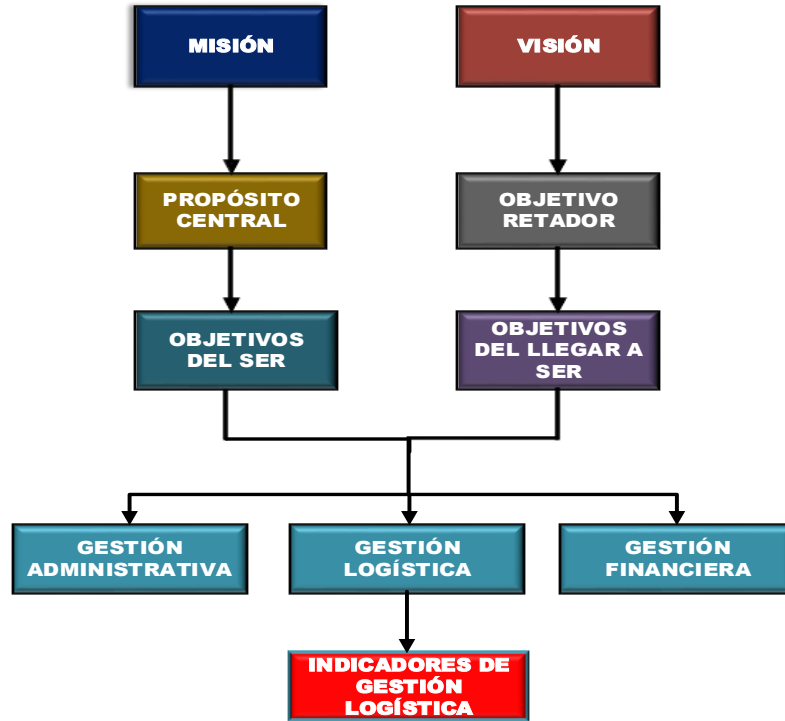 MISIÓN
VISIÓN
PROPÓSITO
CENTRAL
OBJETIVO
RETADOR
OBJETIVOS
DEL SER
OBJETIVOS
DEL LLEGAR A
SER
GESTIÓN
ADMINISTRATIVA
GESTIÓN
LOGÍSTICA
GESTIÓN
FINANCIERA
INDICADORES DE
GESTIÓN
LOGÍSTICA